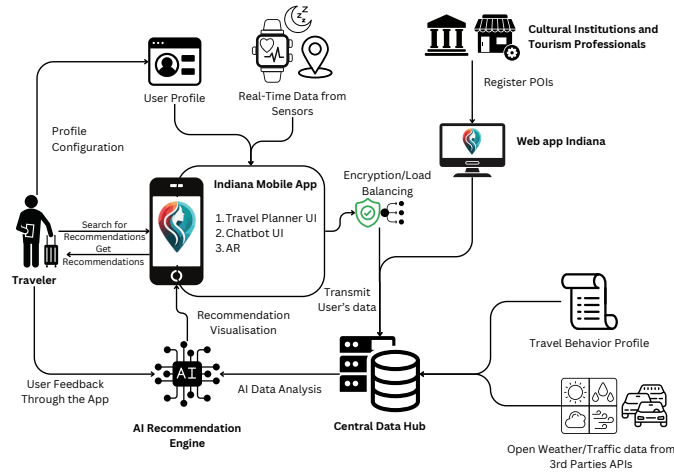 Cultural Institutions and
Tourism Professionals
User Profile
Real-Time Data from
Sensors
Register POIs
Profile
Configuration
Web app Indiana
Indiana Mobile App
1. Travel Planner UI
2. Chatbot UI
3. AR
Encryption/Load
Balancing
Search for
Recommendations
Get
Recommendations
Traveler
Transmit
User's data
Recommendation
Visualisation
Travel Behavior Profile
AI
User Feedback
Through the App
AI Data Analysis
AI Recommendation
Engine
Central Data Hub
Open Weather/Traffic data from
3rd Parties APIs